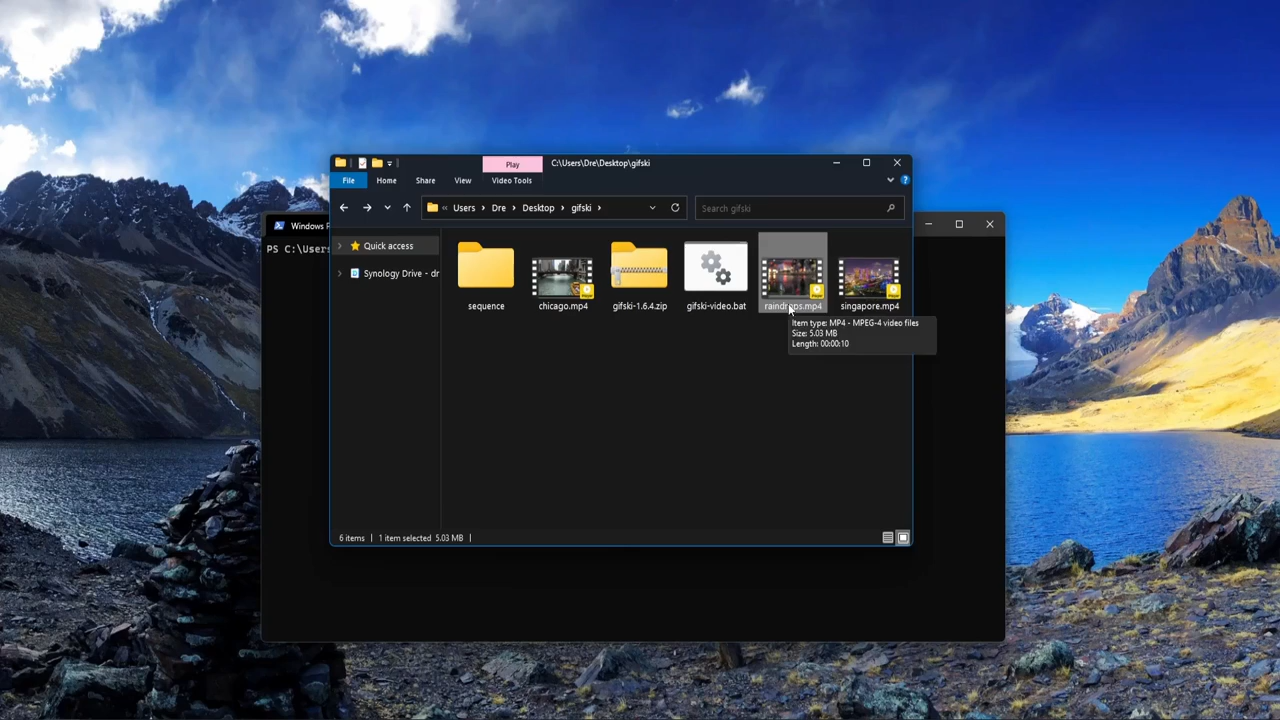 Play
C:\Users\Dre\Desktop\gifski
File
Home
Share
View
Video Tools
Users
Dre
Desktop
gifski
Search gifski
Windows P
PS C:\Users
Quick access
Synology Drive - dr
sequence
chicago.mp4
gifski-1.6.4.zip
gifski-video.bat
raindrops.mp4
singapore.mp4
Item type: MP4 - MPEG-4 video files
Size: 5.03 MB
Length: 00:00:10
6 items
1 item selected 5.03 MB